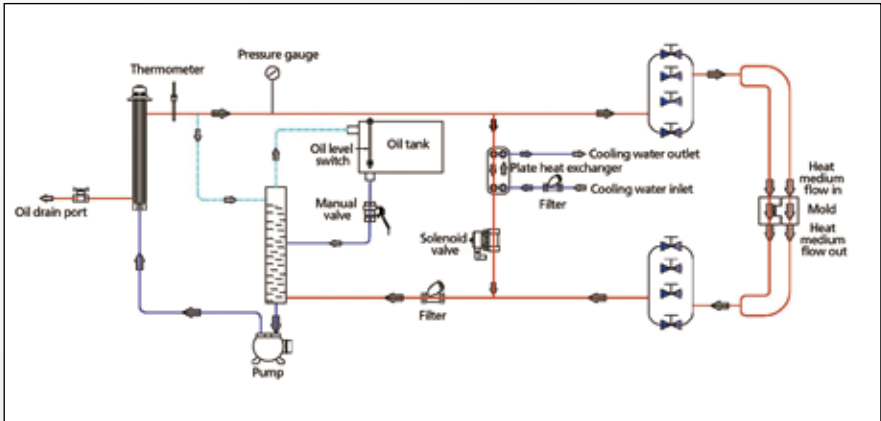 Pressure gauge
Thermometer
Oil level
switch
Oil tank
Cooling water outlet
Plate heat exchanger
Cooling water inlet
Filter
Heat
medium
flow in
Mold
Heat
medium
flow out
Oil drain port
Manual
valve
Solenoid
valve
Filter
Pump